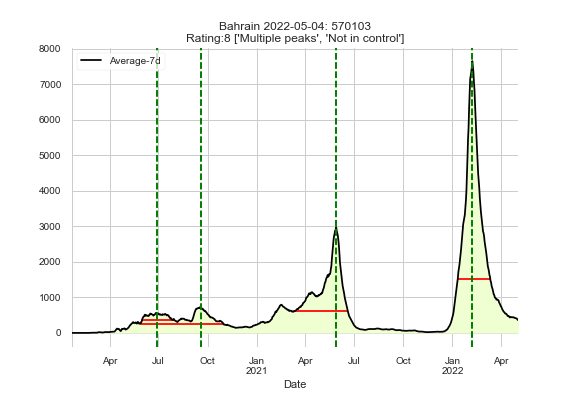 Bahrain 2022-05-04: 570103
Rating:8 ['Multiple peaks', 'Not in control']
Average-7d
8000
7000
6000
5000
4000
3000
2000
1000
0
Apr Jul Oct Jan Apr Jul Oct Jan Apr
2021 2022
Date